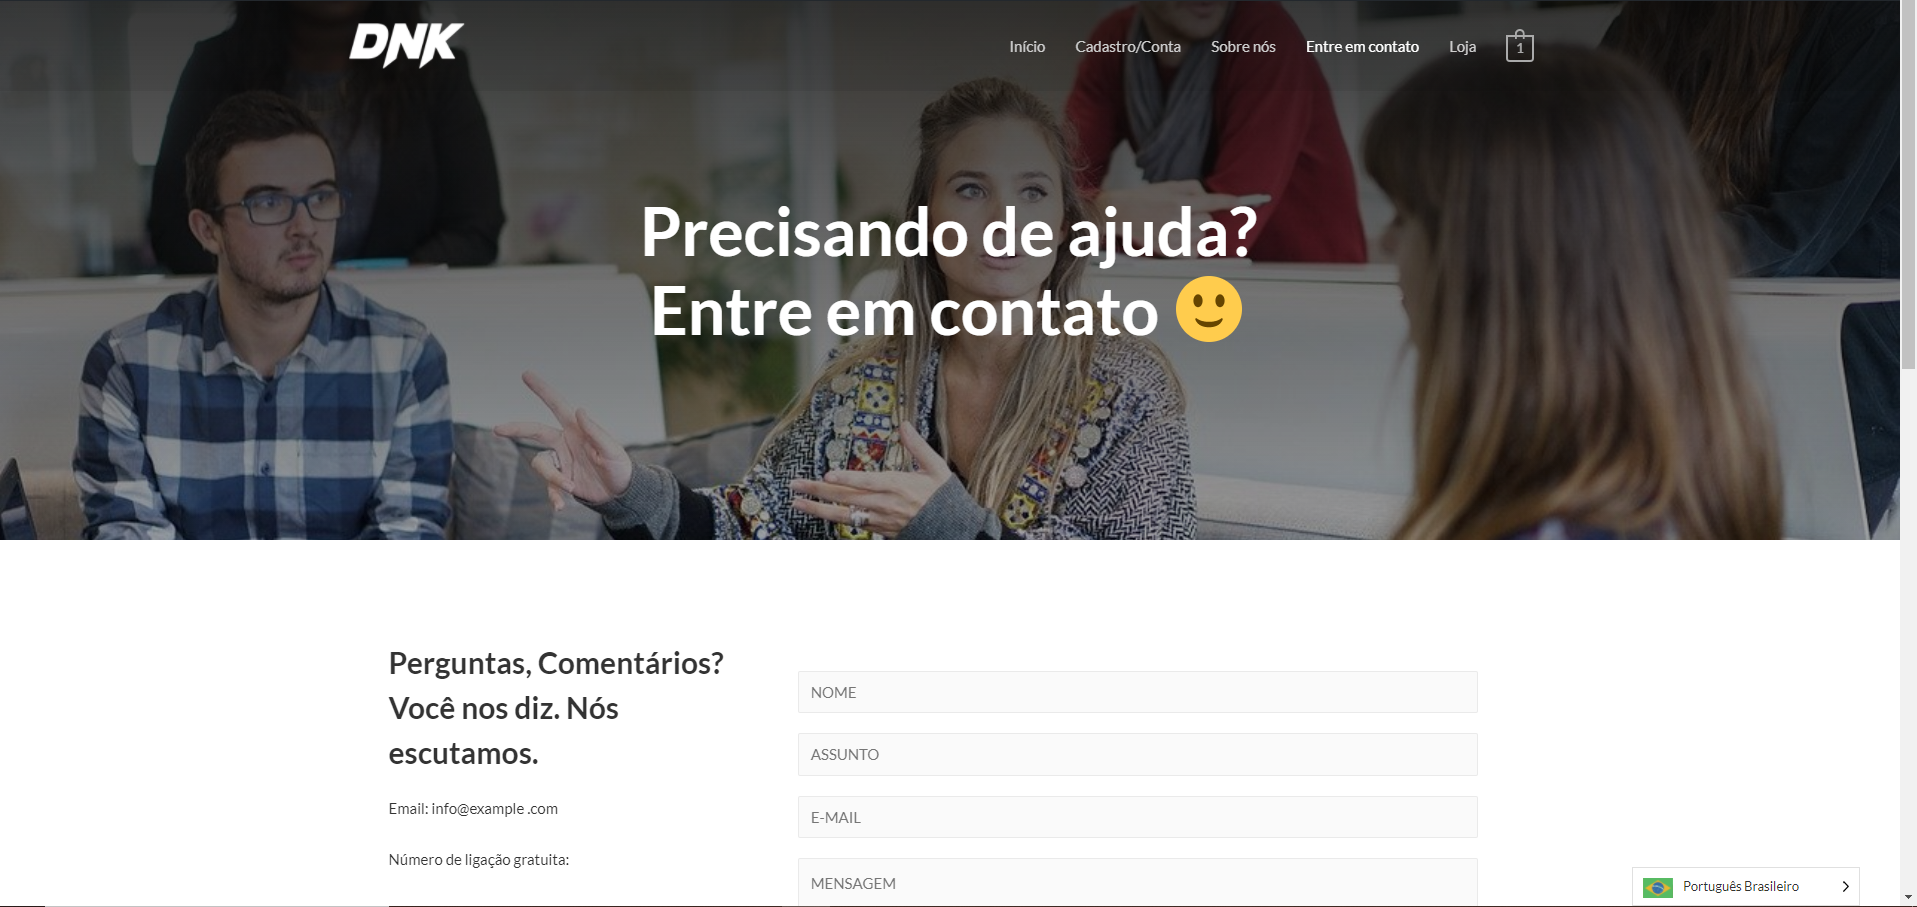 DNK
Início
Cadastro/Conta
Sobre nós
Entre em contato
Loja
1
Precisando de ajuda?
Entre em contato 🙂
Perguntas, Comentários?
Você nos diz. Nós
escutamos.
Email: info@example .com
Número de ligação gratuita:
NOME
ASSUNTO
E-MAIL
MENSAGEM
Português Brasileiro